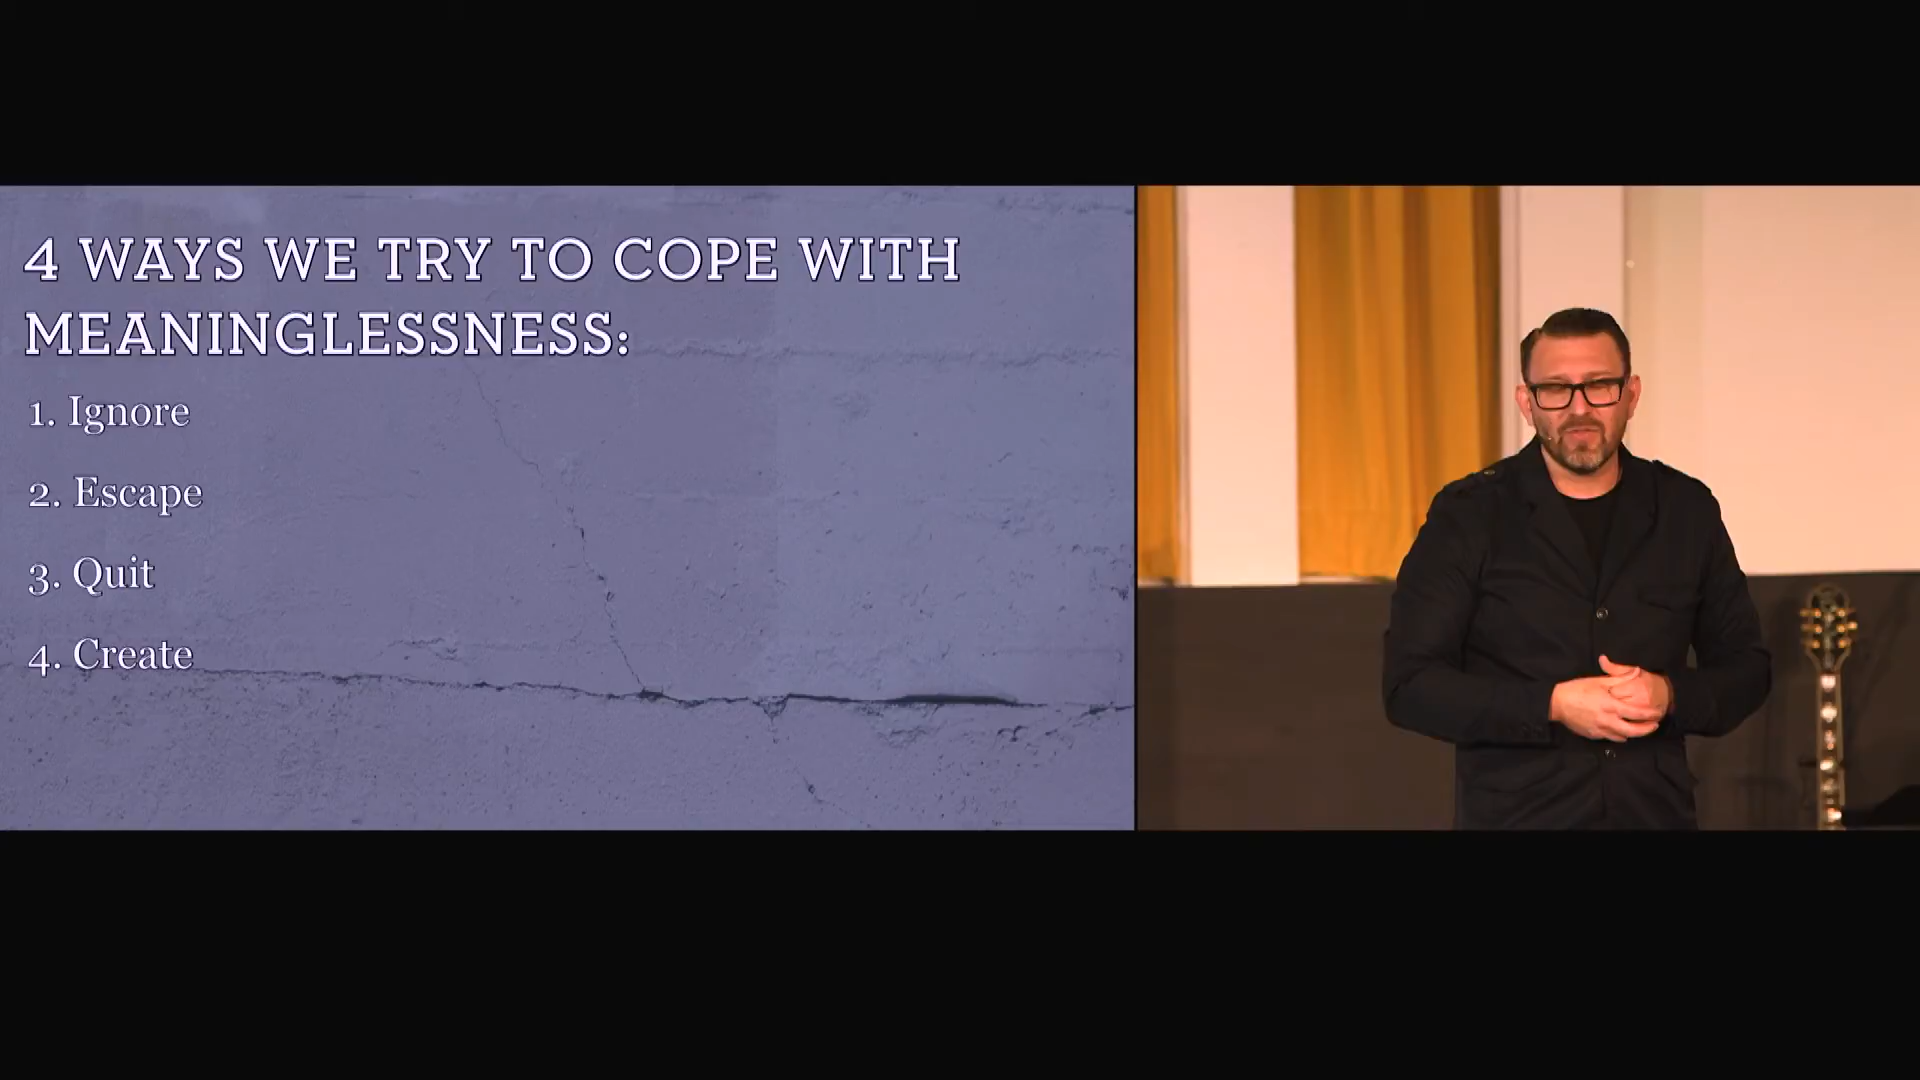 4 WAYS WE TRY TO COPE WITH
MEANINGLESSNESS:
1. Ignore
2. Escape
3. Quit
4. Create